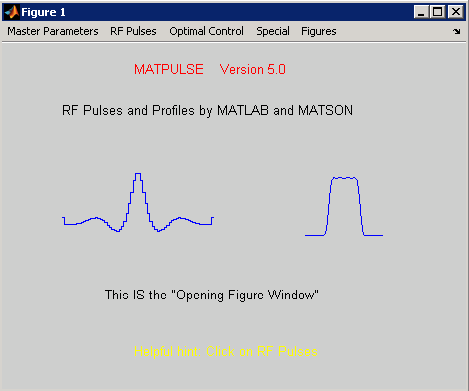 Figure 1
Master Parameters RF Pulses Optimal Control Special Figures
MATPULSE Version 5.0
RF Pulses and Profiles by MATLAB and MATSON
This IS the "Opening Figure Window"
Helpful hint: Click on RF Pulses